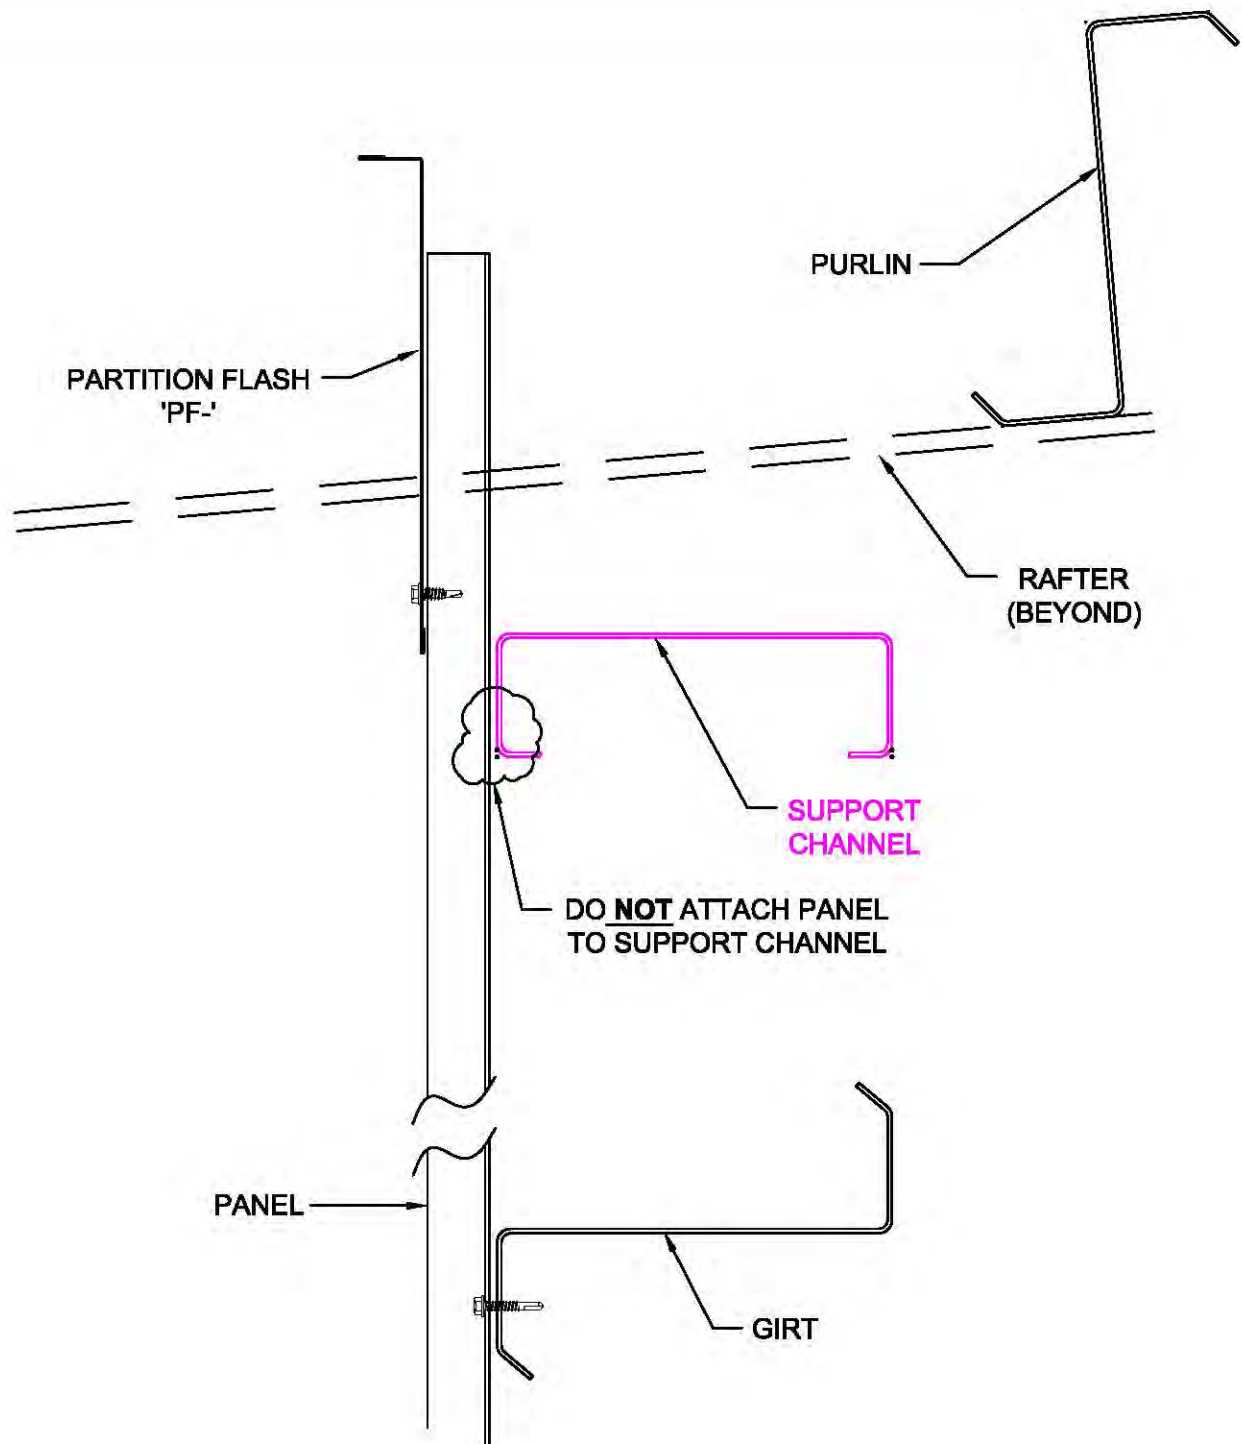 PURLIN
PARTITION FLASH
'PF-'
RAFTER
(BEYOND)
SUPPORT
CHANNEL
DO NOT ATTACH PANEL
TO SUPPORT CHANNEL
PANEL
GIRT